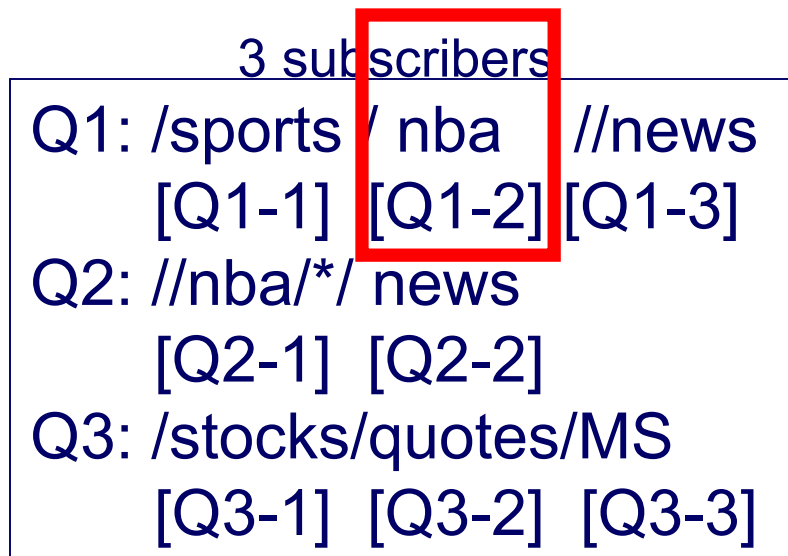 3 subscribers
Q1: /sports / nba //news
[Q1-1] [Q1-2] [Q1-3]
Q2: //nba/*/ news
[Q2-1] [Q2-2]
Q3: /stocks/quotes/MS
[Q3-1] [Q3-2] [Q3-3]